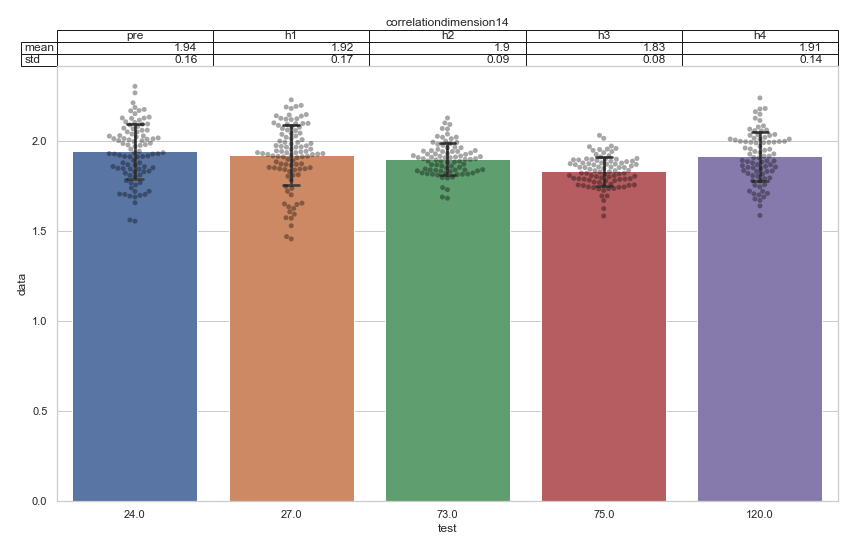 correlationdimension14
pre h1 h2 h3 h4
mean 1.94 1.92 1.9 1.83 1.91
std 0.16 0.17 0.09 0.08 0.14
2.0
1.5
data
1.0
0.5
0.0
24.0 27.0 73.0 75.0 120.0
test